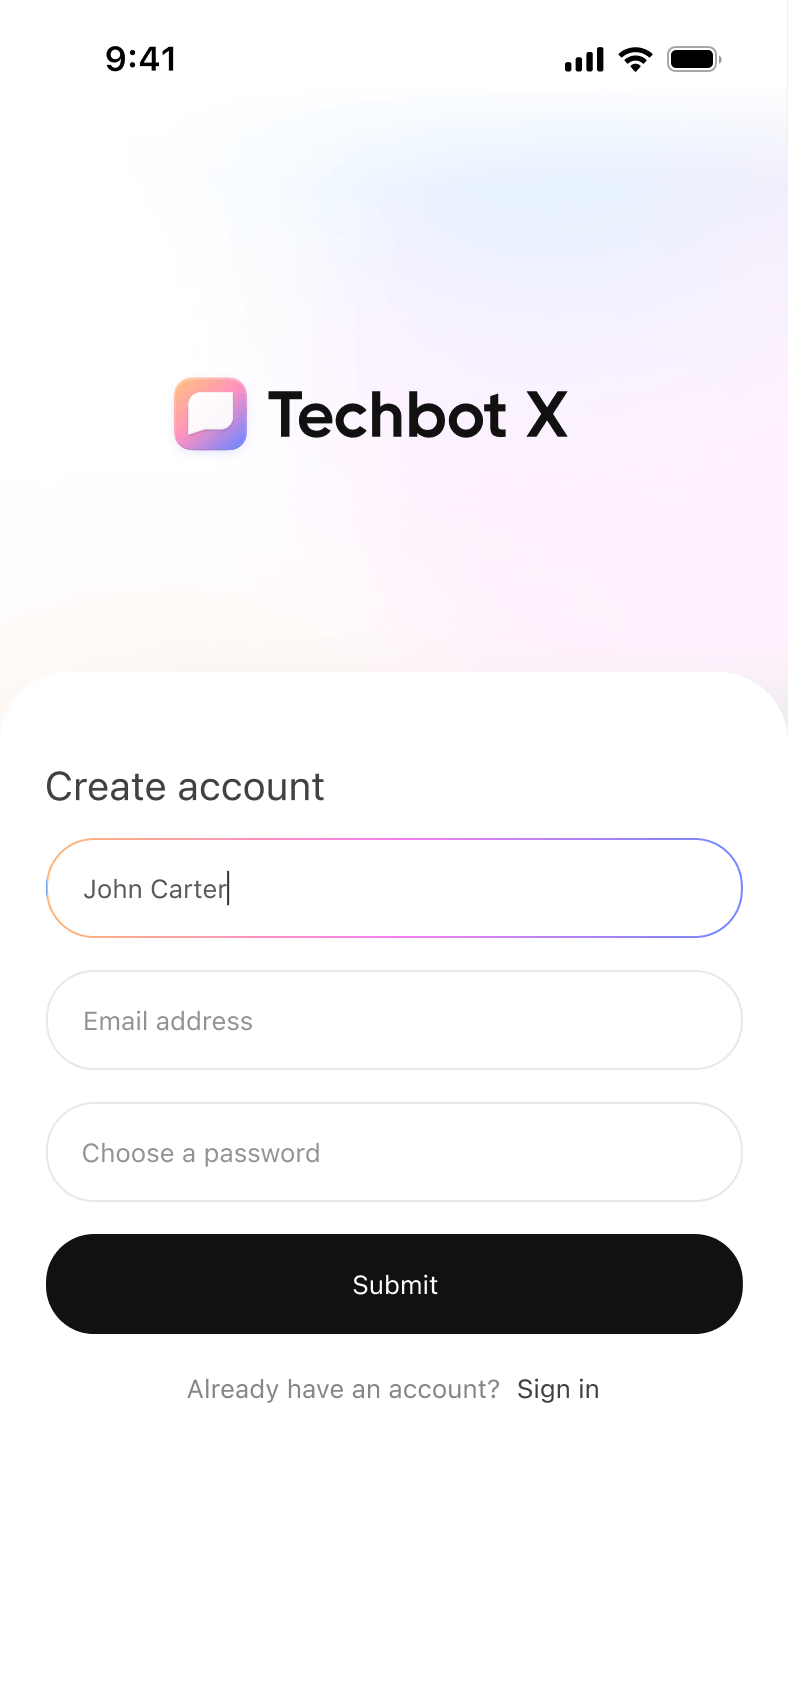 9:41
Techbot X
Create account
John Carter
Email address
Choose a password
Submit
Already have an account? Sign in